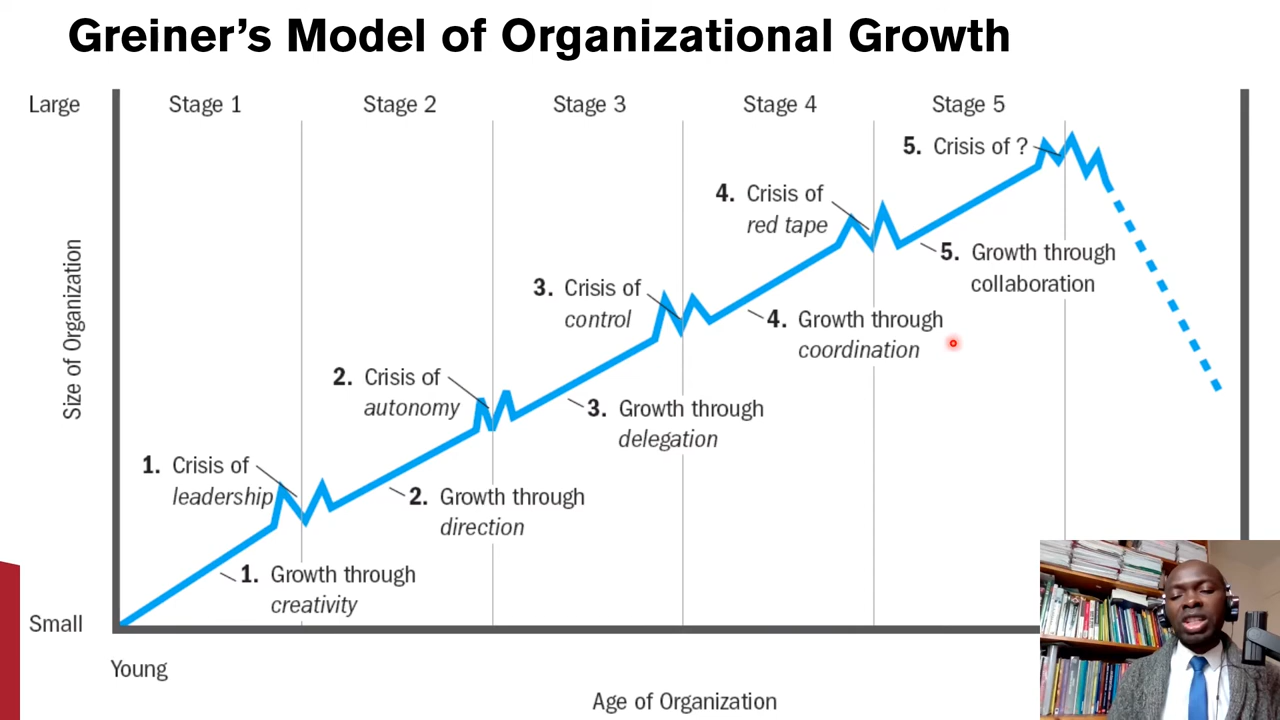 Greiner's Model of Organizational Growth
Large
Stage 1
Stage 2
Stage 3
Stage 4
Stage 5
5. Crisis of ?
4. Crisis of
red tape
5. Growth through
collaboration
3. Crisis of
control
4. Growth through
coordination
2. Crisis of
autonomy
3. Growth through
delegation
1. Crisis of
leadership
2. Growth through
direction
1. Growth through
creativity
Size of Organization
Small
Young
Age of Organization